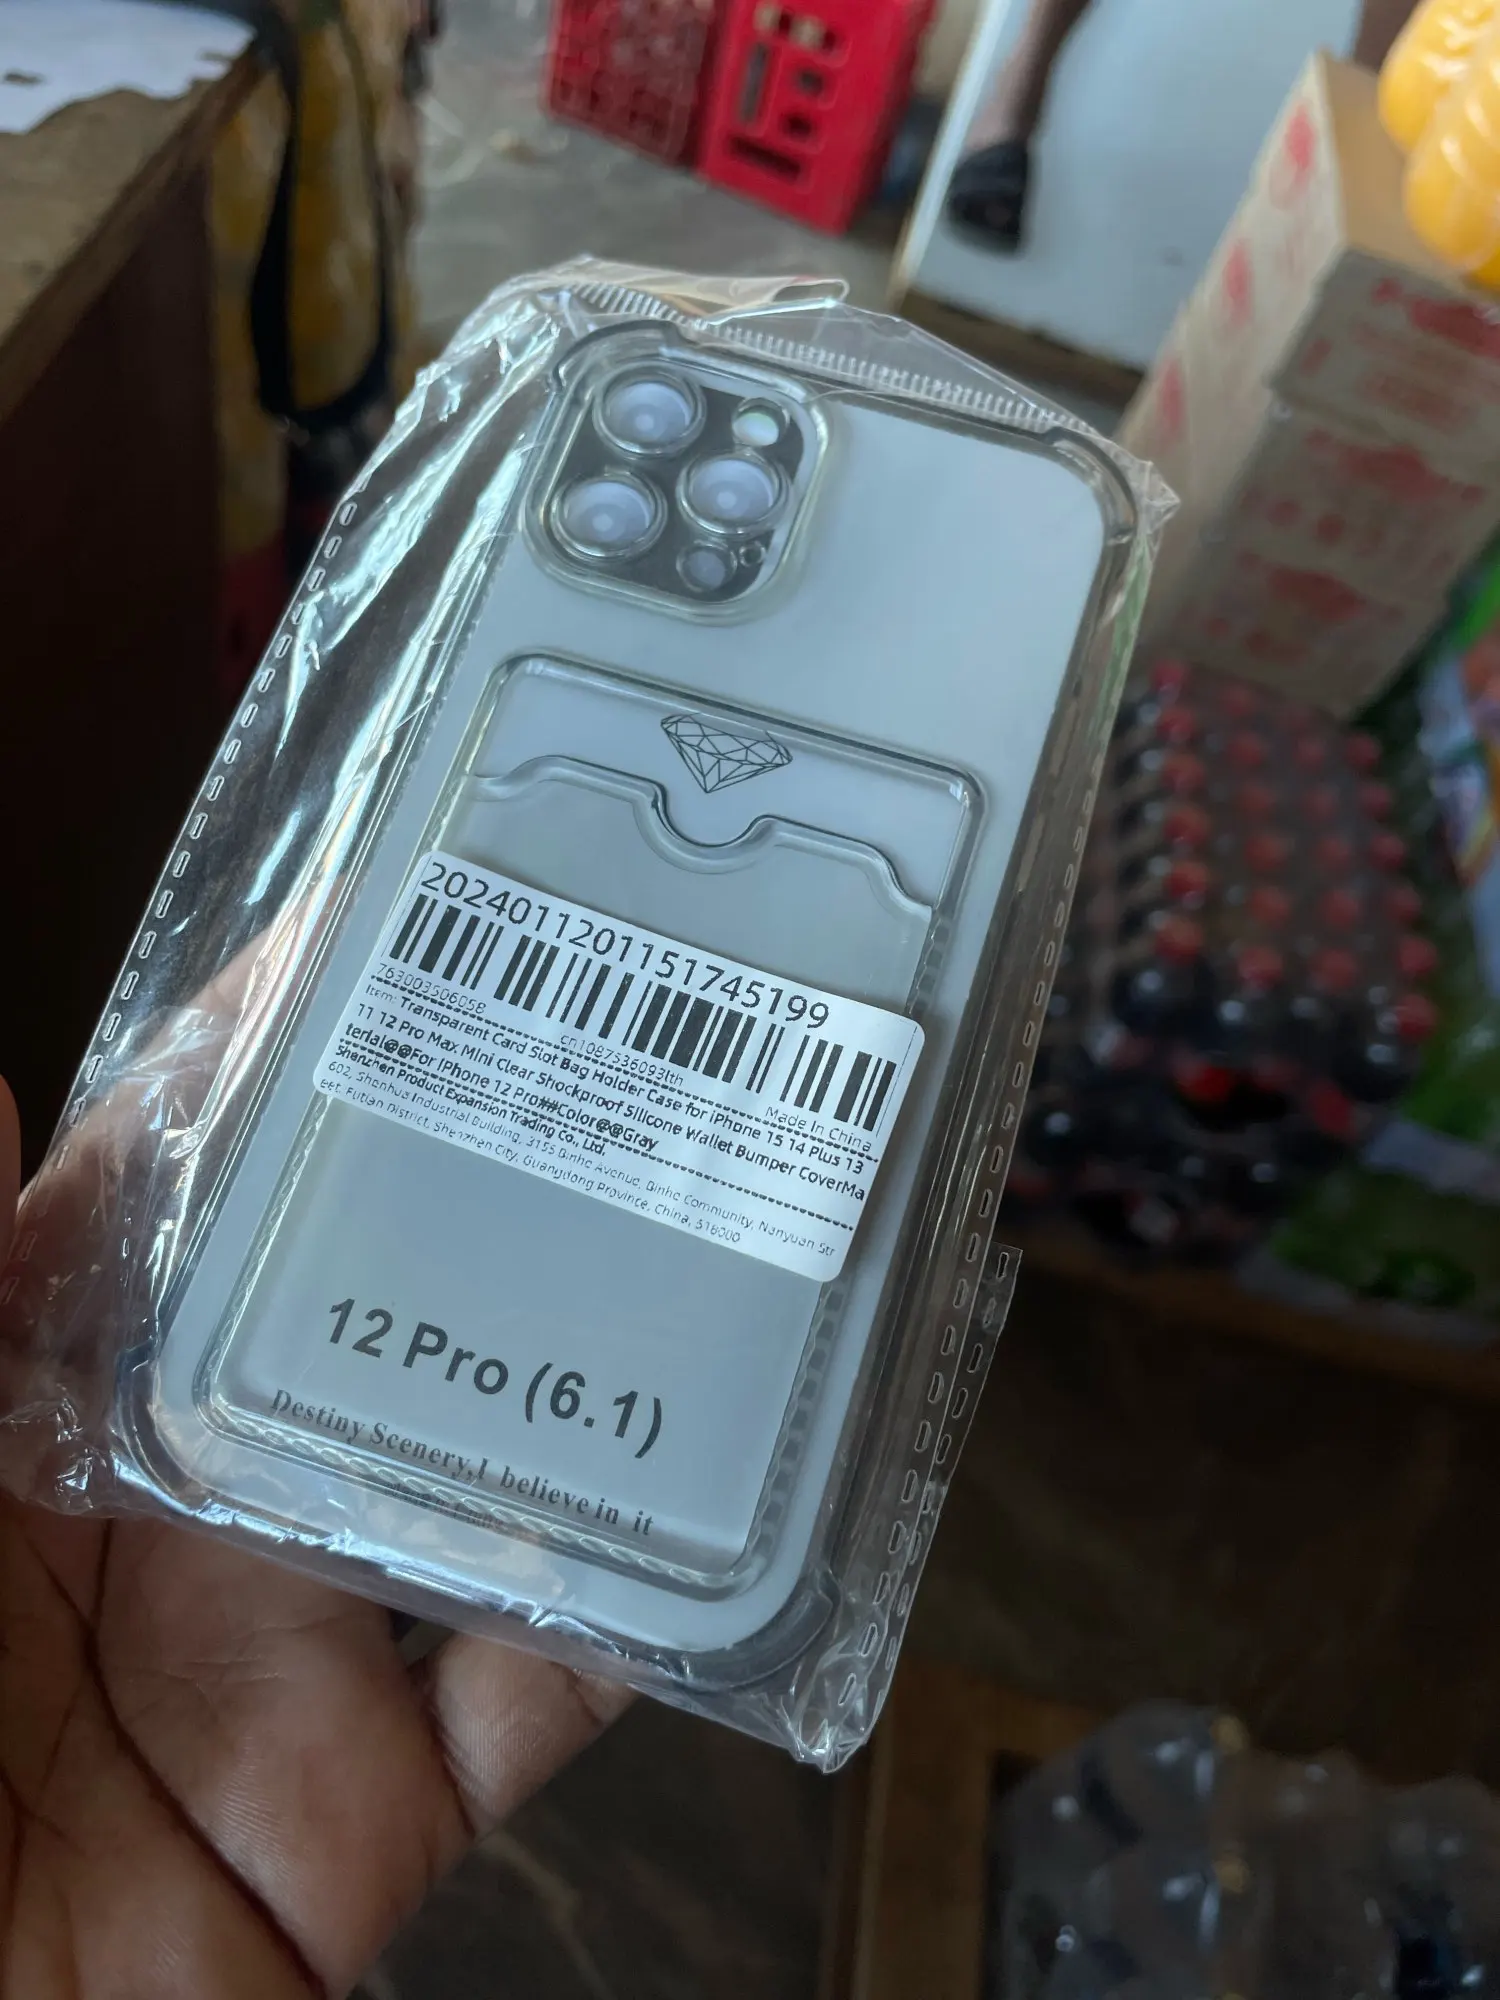 20240112011517451​99
763003506058 cn1087536093lth
Made In China
Item: Transparent Card Slot Bag Holder Case for iPhone 15 14 Plus 13
11 12 Pro Max Mini Clear Shockproof Silicone Wallet Bumper CoverMa
terial@@For iPhone 12 Pro##Color@@Gray
Shenzhen Product Expansion Trading Co., Ltd.
602, Shenhua Industrial Building, 3155 Binhe Avenue, Binhe Community, Nanyuan Str
eet, Futian District, Shenzhen City, Guangdong Province, China, 518000
12 Pro (6.1)
Destiny Scenery,I believe in it